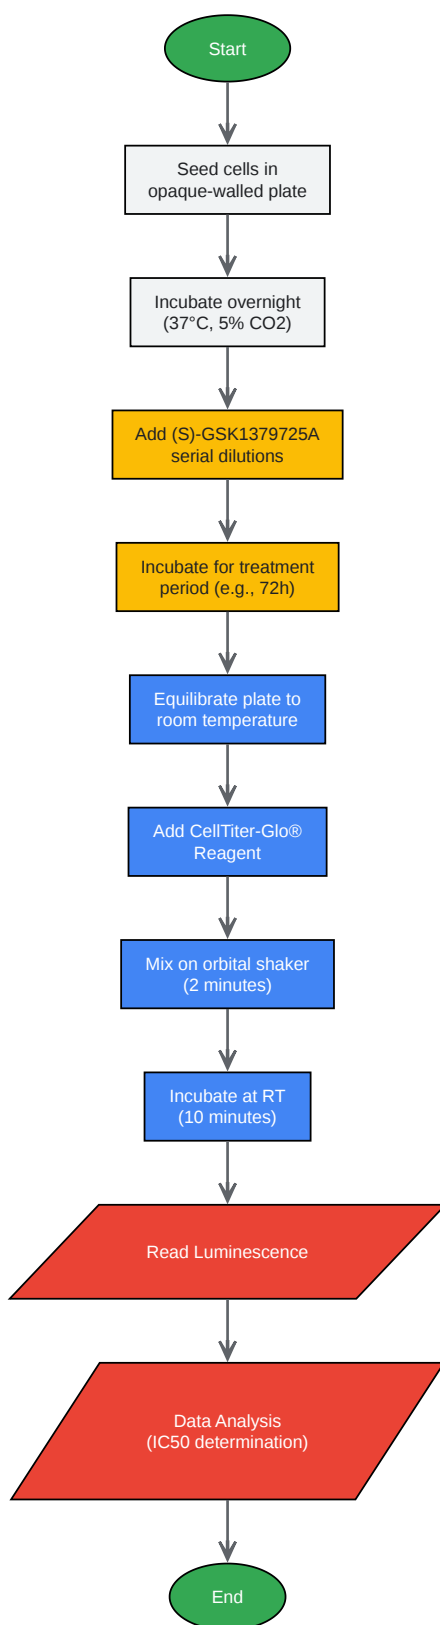 Start
Seed cells in
opaque-walled plate
Incubate overnight
(37°C, 5% CO2)
Add (S)-GSK1379725A
serial dilutions
Incubate for treatment
period (e.g., 72h)
Equilibrate plate to
room temperature
Add CellTiter-Glo®
Reagent
Mix on orbital shaker
(2 minutes)
Incubate at RT
(10 minutes)
Read Luminescence
Data Analysis
(IC50 determination)
End